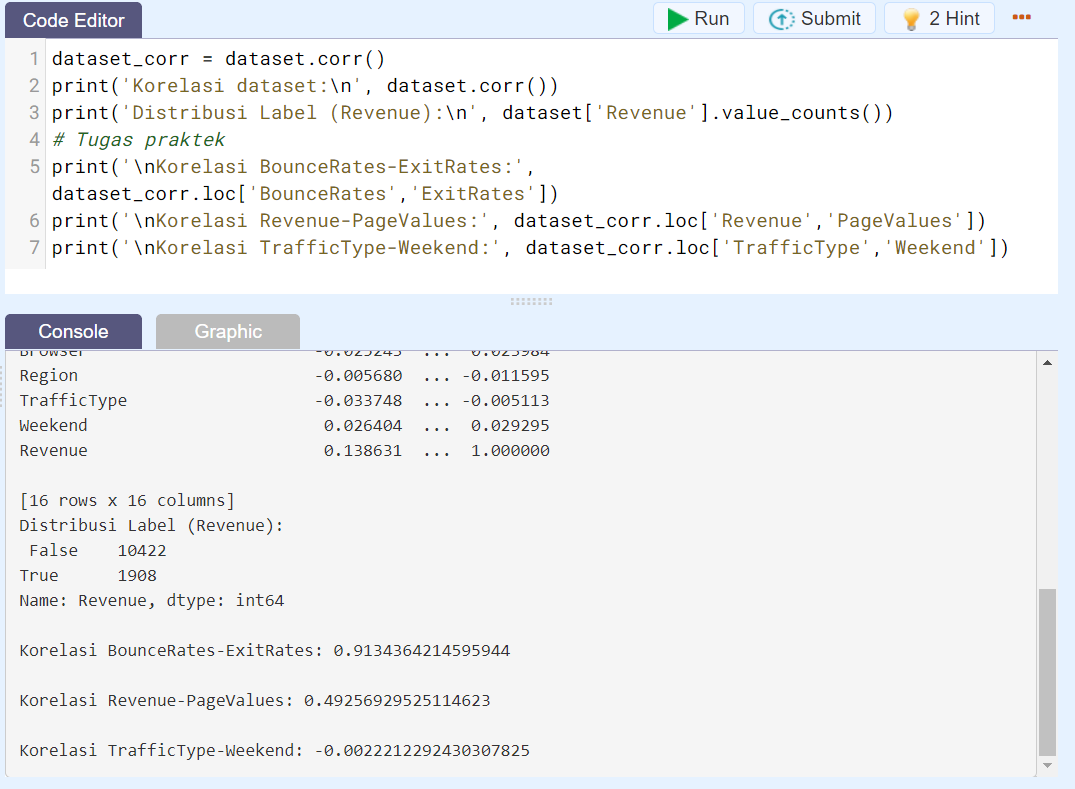 Code Editor
Run
Submit
2 Hint
1 dataset_corr = dataset.corr()
2 print('Korelasi dataset:\n', dataset.corr())
3 print('Distribusi Label (Revenue):\n', dataset['Revenue'].value_counts())
4 # Tugas praktek
5 print('\nKorelasi BounceRates-ExitRates:',
dataset_corr.loc['BounceRates','ExitRates'])
6 print('\nKorelasi Revenue-PageValues:', dataset_corr.loc['Revenue','PageValues'])
7 print('\nKorelasi TrafficType-Weekend:', dataset_corr.loc['TrafficType','Weekend'])
Console
Graphic
Browser -0.025243 ... 0.023984
Region -0.005680 ... -0.011595
TrafficType -0.033748 ... -0.005113
Weekend 0.026404 ... 0.029295
Revenue 0.138631 ... 1.000000
[16 rows x 16 columns]
Distribusi Label (Revenue):
False 10422
True 1908
Name: Revenue, dtype: int64
Korelasi BounceRates-ExitRates: 0.9134364214595944
Korelasi Revenue-PageValues: 0.49256929525114623
Korelasi TrafficType-Weekend: -0.0022212292430307825